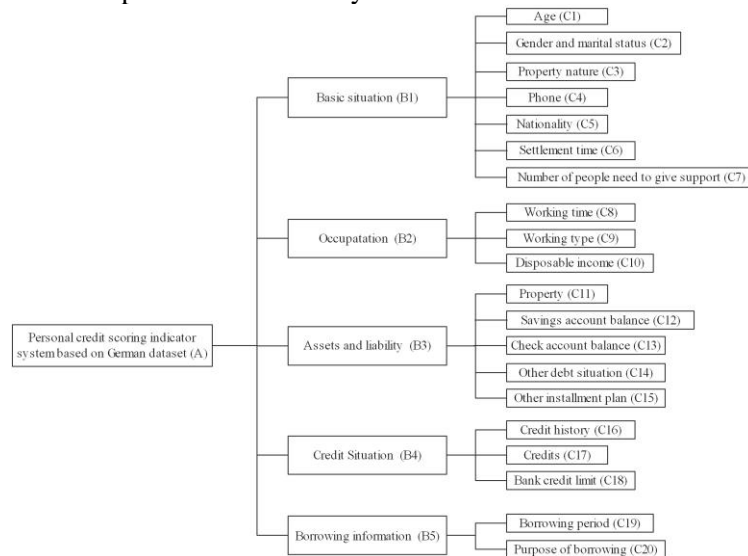 Age (C1)
Gender and marital status (C2)
Property nature (C3)
Basic situation (B1)
Phone (C4)
Nationality (C5)
Settlement time (C6)
Number of people need to give support (C7)
Working time (C8)
Occupatation (B2)
Working type (C9)
Disposable income (C10)
Property (C11)
Savings account balance (C12)
Personal credit scoring indicator
system based on German dataset (A)
Assets and liability (B3)
Check account balance (C13)
Other debt situation (C14)
Other installment plan (C15)
Credit history (C16)
Credit Situation (B4)
Credits (C17)
Bank credit limit (C18)
Borrowing period (C19)
Borrowing information (B5)
Purpose of borrowing (C20)